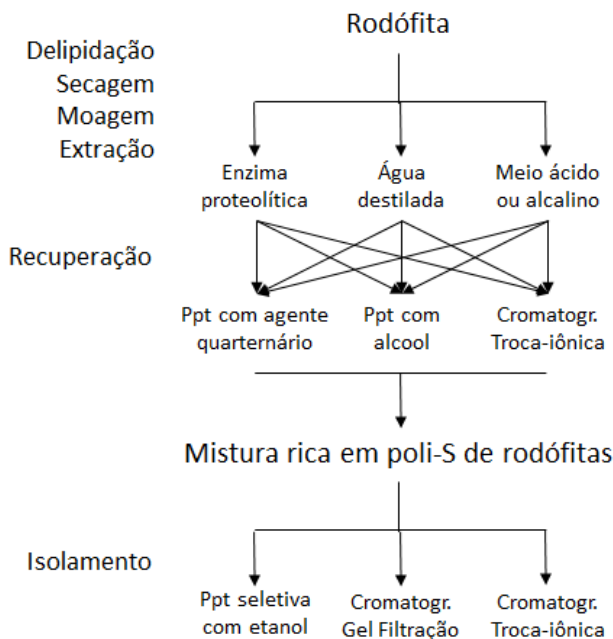 Rodófita
Delipidação
Secagem
Moagem
Extração
Enzima
proteolítica
Água
destilada
Meio ácido
ou alcalino
Recuperação
Ppt com agente
quarternário
Ppt com
alcool
Cromatogr.
Troca-iônica
Mistura rica em poli-S de rodófitas
Isolamento
Ppt seletiva
com etanol
Cromatogr.
Gel Filtração
Cromatogr.
Troca-iônica